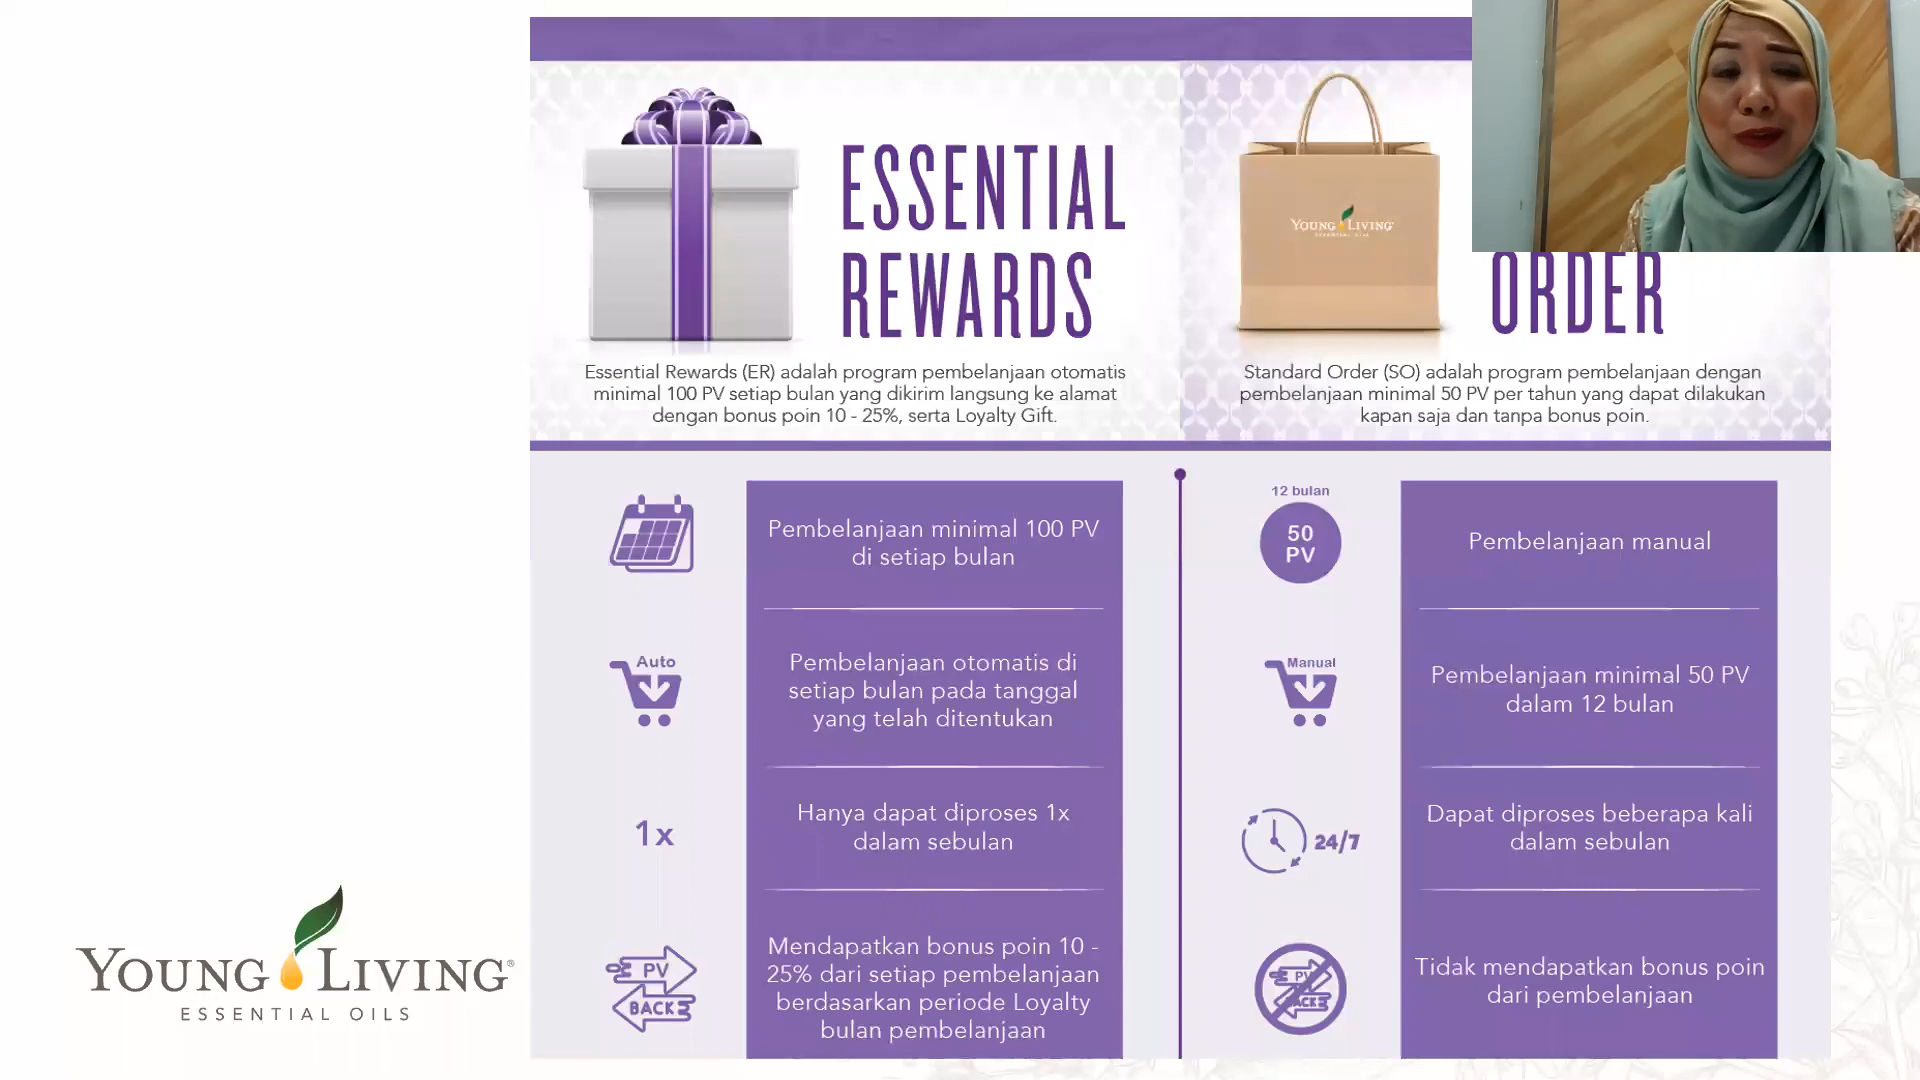 ESSENTIAL
REWARDS
Essential Rewards (ER) adalah program pembelanjaan otomatis
minimal 100 PV setiap bulan yang dikirim langsung ke alamat
dengan bonus poin 10 - 25%, serta Loyalty Gift.
YOUNG LIVING
ESSENTIAL OILS
ORDER
Standard Order (SO) adalah program pembelanjaan dengan
pembelanjaan minimal 50 PV per tahun yang dapat dilakukan
kapan saja dan tanpa bonus poin.
Pembelanjaan minimal 100 PV
di setiap bulan
Auto
Pembelanjaan otomatis di
setiap bulan pada tanggal
yang telah ditentukan
1x
Hanya dapat diproses 1x
dalam sebulan
PV
BACK
Mendapatkan bonus poin 10 -
25% dari setiap pembelanjaan
berdasarkan periode Loyalty
bulan pembelanjaan
12 bulan
50
PV
Pembelanjaan manual
Manual
Pembelanjaan minimal 50 PV
dalam 12 bulan
24/7
Dapat diproses beberapa kali
dalam sebulan
PV
BACK
Tidak mendapatkan bonus poin
dari pembelanjaan
YOUNG LIVING®
ESSENTIAL OILS